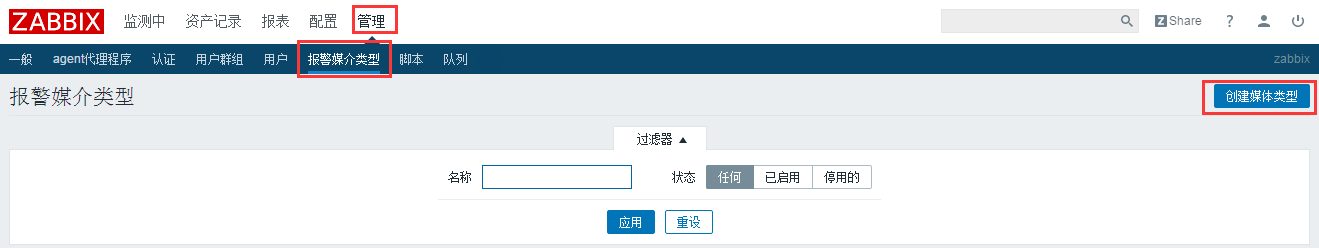 ZABBIX 监测中 资产记录 报表 配置 管理 Z Share ?
一般 agent代理程序 认证 用户群组 用户 报警媒介类型 脚本 队列 zabbix
报警媒介类型 创建媒体类型
过滤器 ▲
名称 状态 任何 已启用 停用的
应用 重设